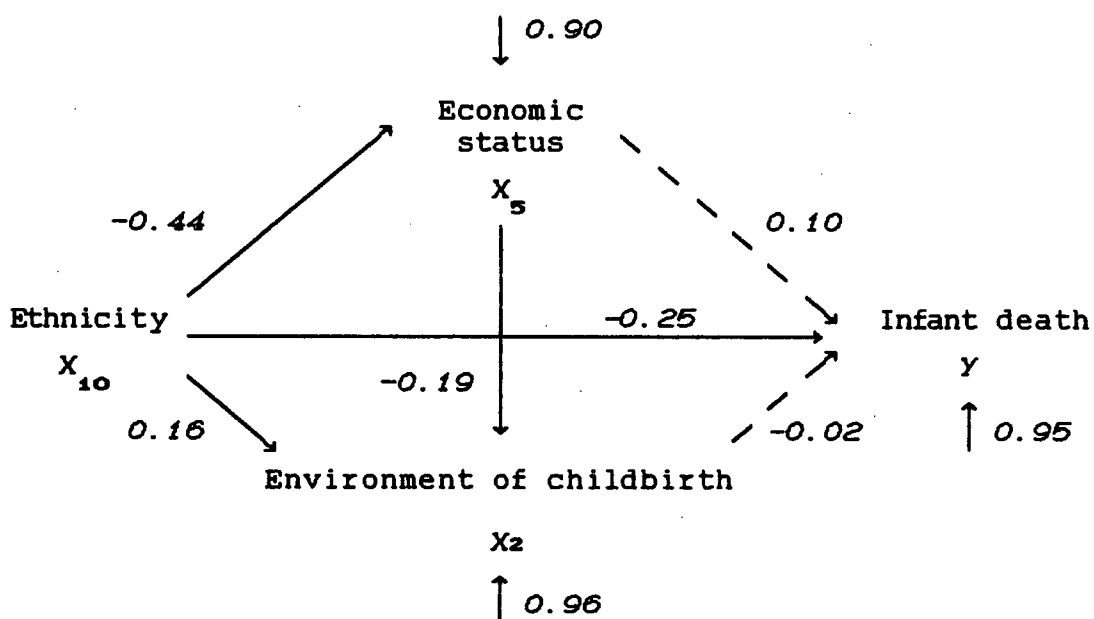 0.90
Economic
status
X5
-0.44
0.10
Ethnicity
X10
-0.25
Infant death
y
-0.19
0.16
-0.02
0.95
Environment of childbirth
X2
0.96